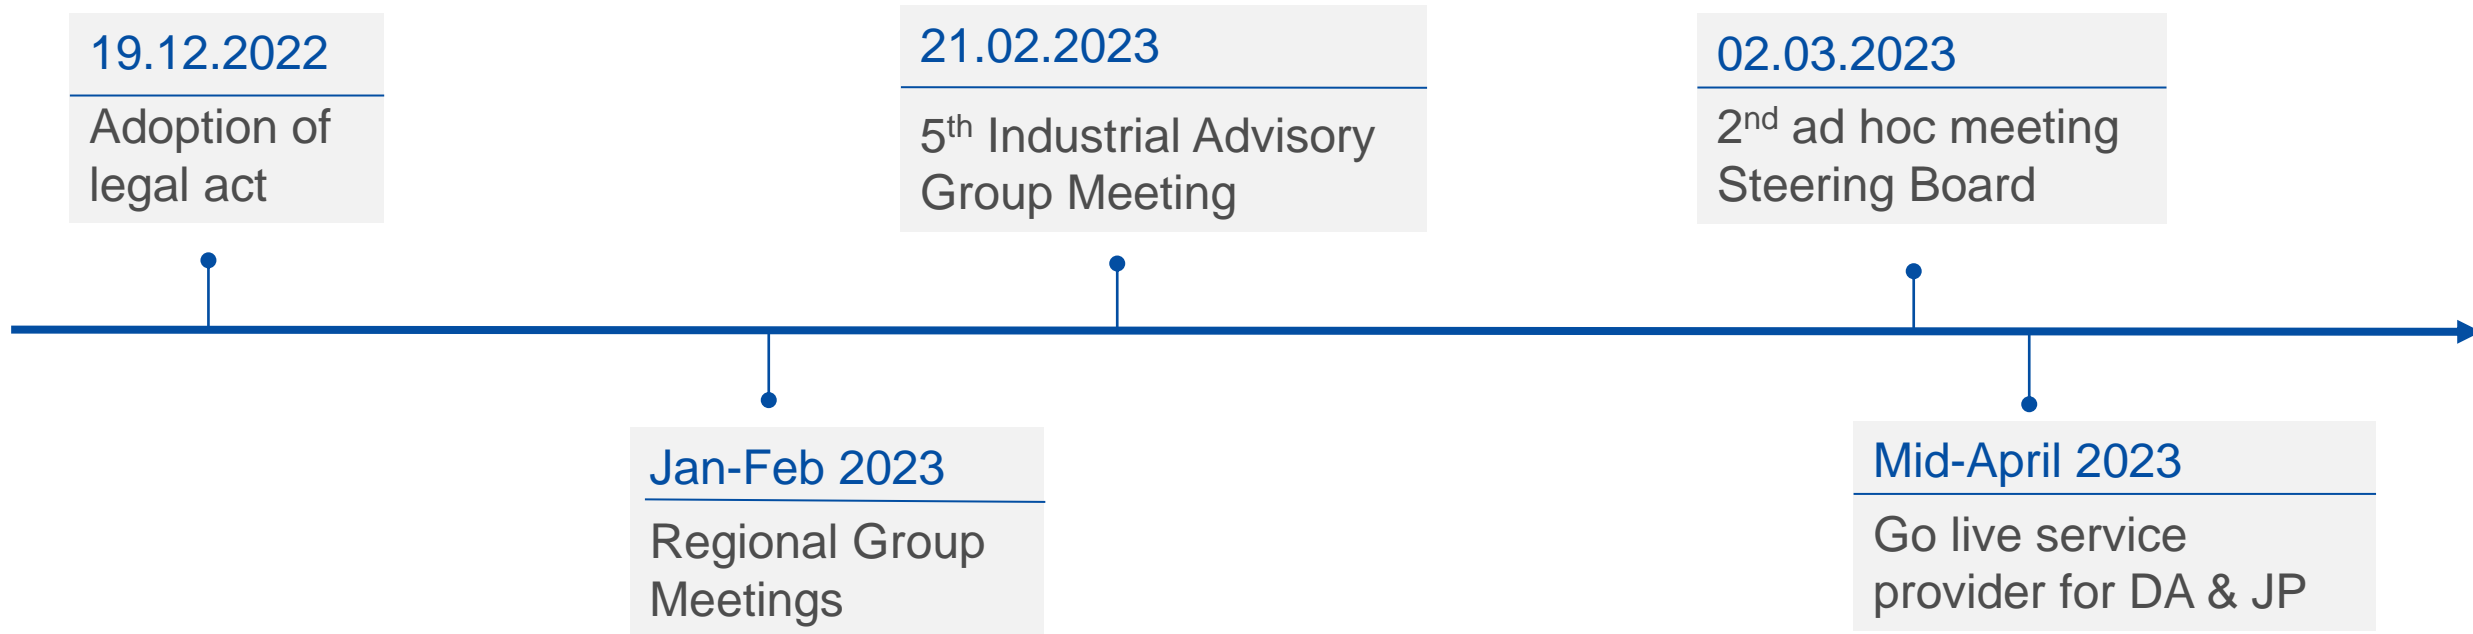 19.12.2022
Adoption of
legal act
Jan-Feb 2023
Regional Group
Meetings
21.02.2023
5th Industrial Advisory
Group Meeting
02.03.2023
2nd ad hoc meeting
Steering Board
Mid-April 2023
Go live service
provider for DA & JP